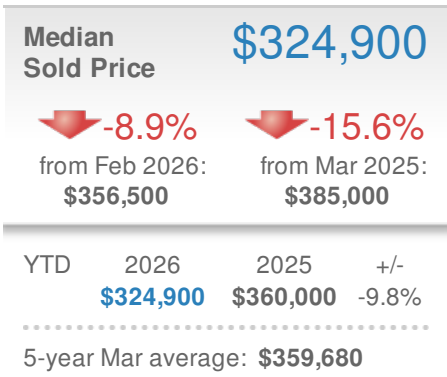 Median $324,900
Sold Price
-8.9% -15.6%
from Feb 2026: from Mar 2025:
$356,500 $385,000
YTD 2026 2025 +/-
$324,900 $360,000 -9.8%
5-year Mar average: $359,680